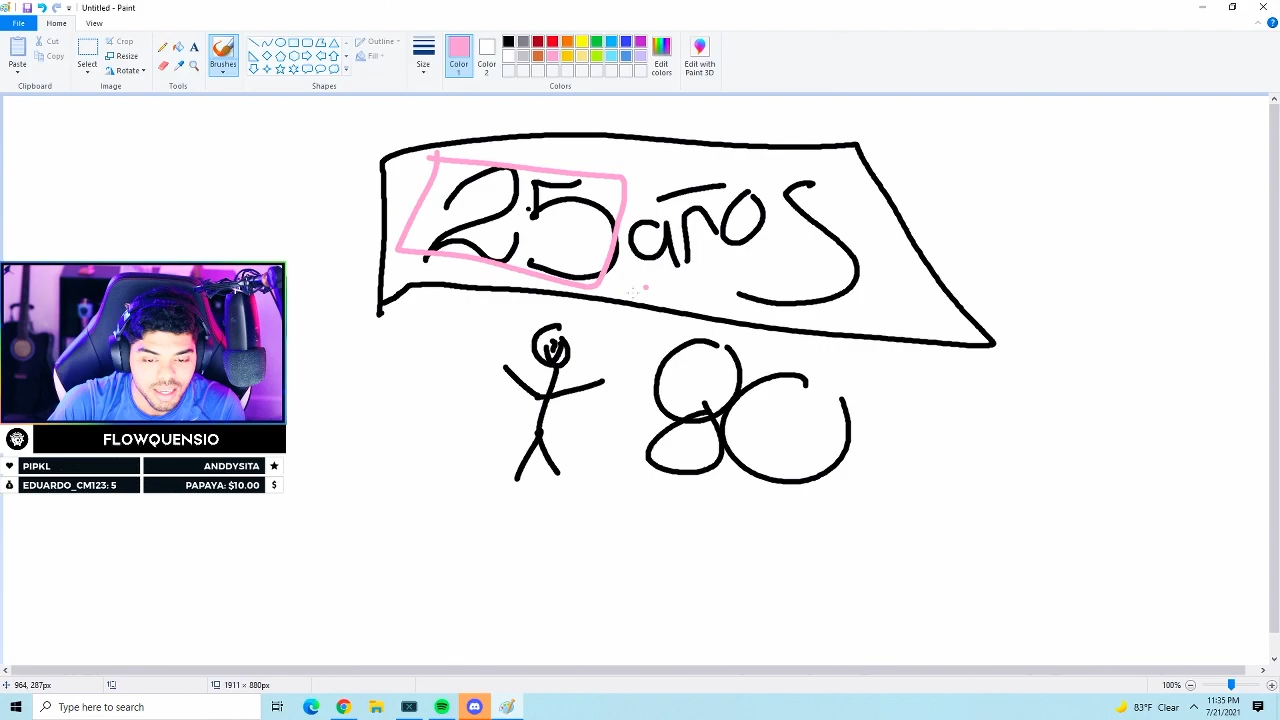 Untitled - Paint
File Home View
Paste
Cut
Copy
Clipboard
Select
Crop
Resize
Rotate
Image
Tools
Brushes
Shapes
Outline
Fill
Size
Color 1
Color 2
Colors
Edit colors
Edit with Paint 3D
25 años
80
FLOWQUENSIO
PIPKL ANDDYSITA
EDUARDO_CM123: 5 PAPAYA: $10.00 $
964, 287px 1911 × 880px 100%
Type here to search
83°F Clear
11:35 PM
7/21/2021